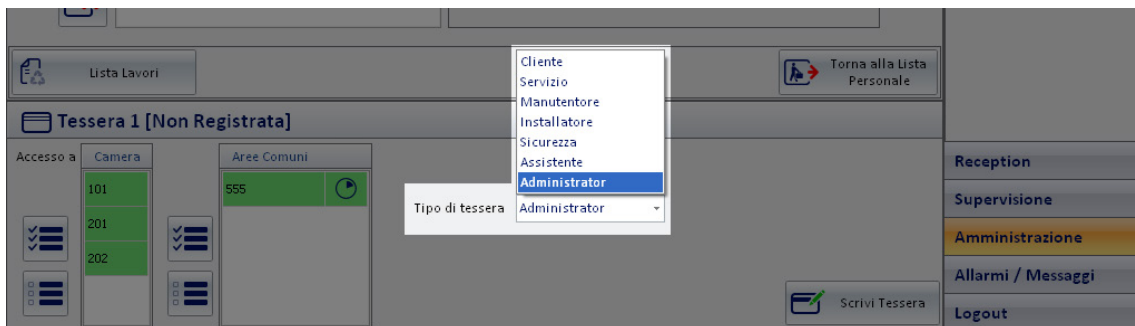 Lista Lavori
Torna alla Lista
Personale
Cliente
Servizio
Manutentore
Installatore
Sicurezza
Assistente
Administrator
Tessera 1 [Non Registrata]
Accesso a
Camera
101
201
202
Aree Comuni
555
Tipo di tessera
Administrator
Scrivi Tessera
Reception
Supervisione
Amministrazione
Allarmi / Messaggi
Logout